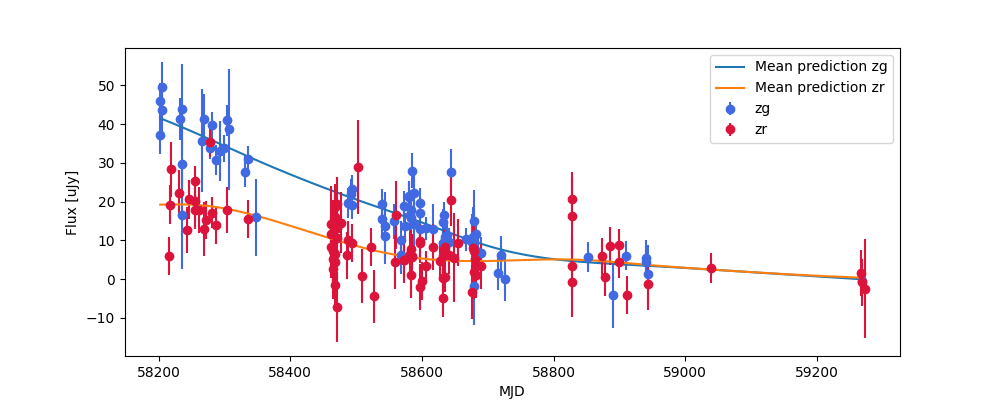 Mean prediction zg
Mean prediction zr
zg
zr
Flux [uJy]
50
40
30
20
10
0
−10
58200 58400 58600 58800 59000 59200
MJD